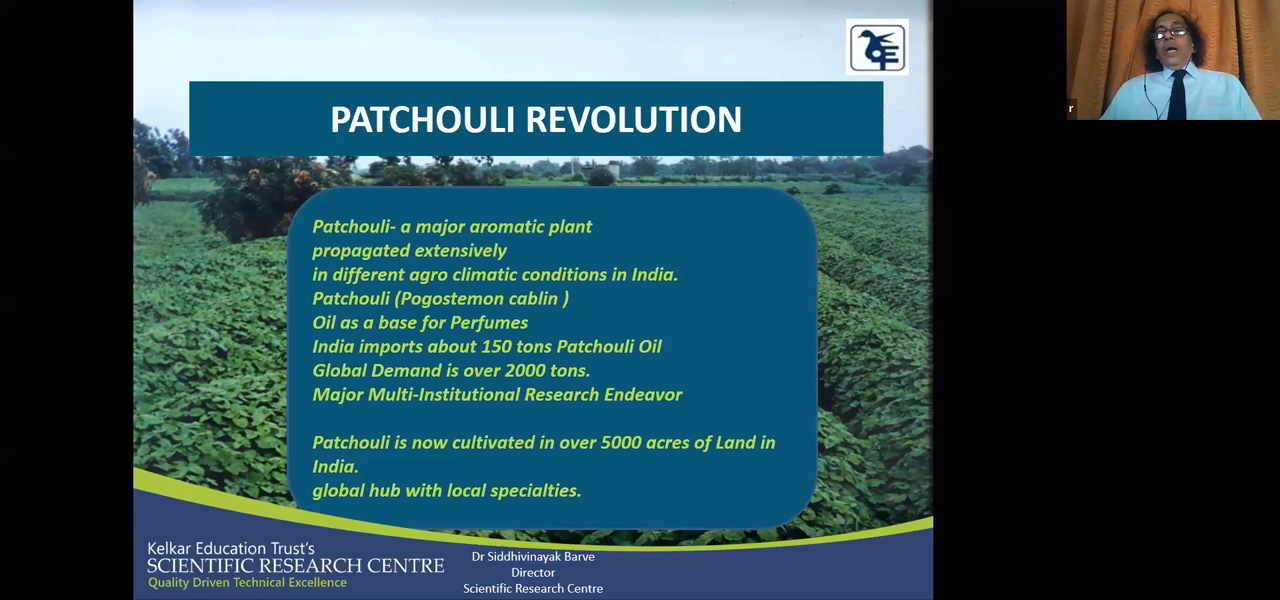 PATCHOULI REVOLUTION
Patchouli- a major aromatic plant
propagated extensively
in different agro climatic conditions in India.
Patchouli (Pogostemon cablin )
Oil as a base for Perfumes
India imports about 150 tons Patchouli Oil
Global Demand is over 2000 tons.
Major Multi-Institutional Research Endeavor
Patchouli is now cultivated in over 5000 acres of Land in
India.
global hub with local specialties.
Kelkar Education Trust's
SCIENTIFIC RESEARCH CENTRE
Quality Driven Technical Excellence
Dr Siddhivinayak Barve
Director
Scientific Research Centre
r